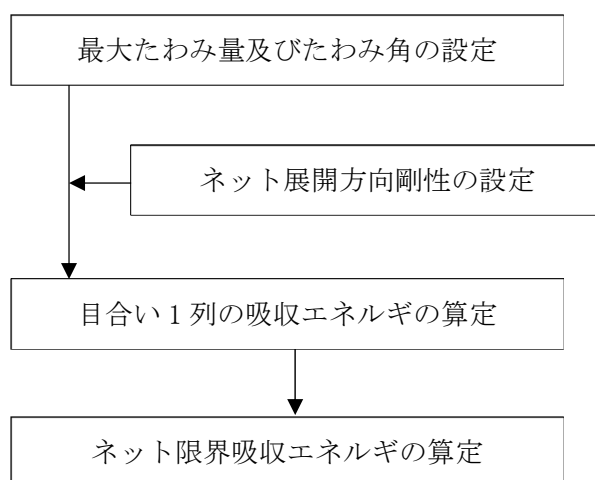 最大たわみ量及びたわみ角の設定
ネット展開方向剛性の設定
目合い１列の吸収エネルギの算定
ネット限界吸収エネルギの算定